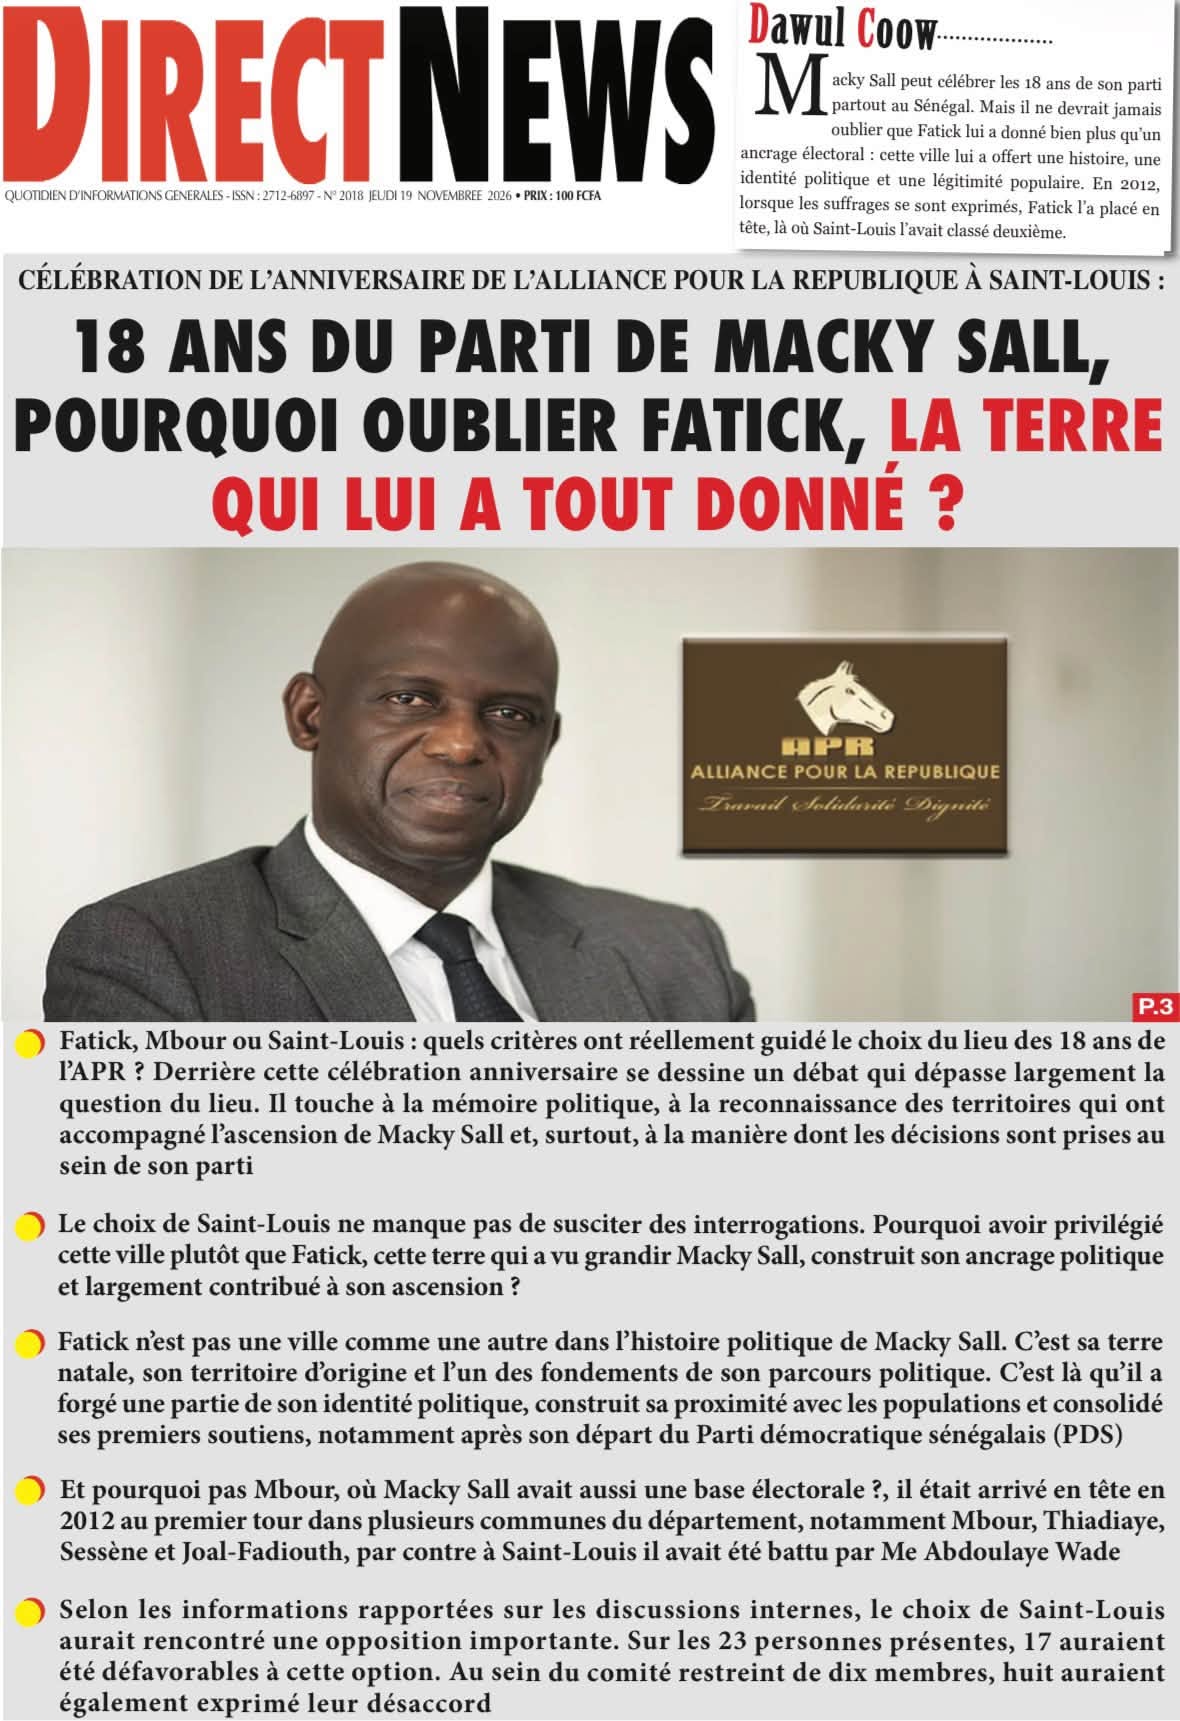 DIRECTNEWS
QUOTIDIEN D'INFORMATIONS GENERALES - ISSN : 2712-6897 - N° 2018 JEUDI 19 NOVEMBREE 2026 • PRIX : 100 FCFA
Dawul Coow...................
Macky Sall peut célébrer les 18 ans de son parti
partout au Sénégal. Mais il ne devrait jamais
oublier que Fatick lui a donné bien plus qu'un
ancrage électoral : cette ville lui a offert une histoire, une
identité politique et une légitimité populaire. En 2012,
lorsque les suffrages se sont exprimés, Fatick l'a placé en
tête, là où Saint-Louis l'avait classé deuxième.
CÉLÉBRATION DE L'ANNIVERSAIRE DE L'ALLIANCE POUR LA REPUBLIQUE À SAINT-LOUIS :
18 ANS DU PARTI DE MACKY SALL,
POURQUOI OUBLIER FATICK, LA TERRE
QUI LUI A TOUT DONNÉ ?
APR
ALLIANCE POUR LA REPUBLIQUE
Travail Solidarité Dignité
P.3
Fatick, Mbour ou Saint-Louis : quels critères ont réellement guidé le choix du lieu des 18 ans de
l'APR ? Derrière cette célébration anniversaire se dessine un débat qui dépasse largement la
question du lieu. Il touche à la mémoire politique, à la reconnaissance des territoires qui ont
accompagné l'ascension de Macky Sall et, surtout, à la manière dont les décisions sont prises au
sein de son parti
Le choix de Saint-Louis ne manque pas de susciter des interrogations. Pourquoi avoir privilégié
cette ville plutôt que Fatick, cette terre qui a vu grandir Macky Sall, construit son ancrage politique
et largement contribué à son ascension ?
Fatick n'est pas une ville comme une autre dans l'histoire politique de Macky Sall. C'est sa terre
natale, son territoire d'origine et l'un des fondements de son parcours politique. C'est là qu'il a
forgé une partie de son identité politique, construit sa proximité avec les populations et consolidé
ses premiers soutiens, notamment après son départ du Parti démocratique sénégalais (PDS)
Et pourquoi pas Mbour, où Macky Sall avait aussi une base électorale ?, il était arrivé en tête en
2012 au premier tour dans plusieurs communes du département, notamment Mbour, Thiadiaye,
Sessène et Joal-Fadiouth, par contre à Saint-Louis il avait été battu par Me Abdoulaye Wade
Selon les informations rapportées sur les discussions internes, le choix de Saint-Louis
aurait rencontré une opposition importante. Sur les 23 personnes présentes, 17 auraient
été défavorables à cette option. Au sein du comité restreint de dix membres, huit auraient
également exprimé leur désaccord